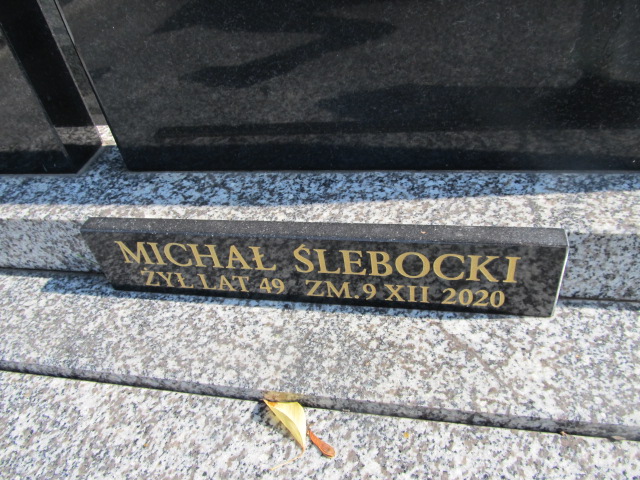 MICHAŁ ŚLEBOCKI
ŻYŁ LAT 49 ZM. 9 XII 2020